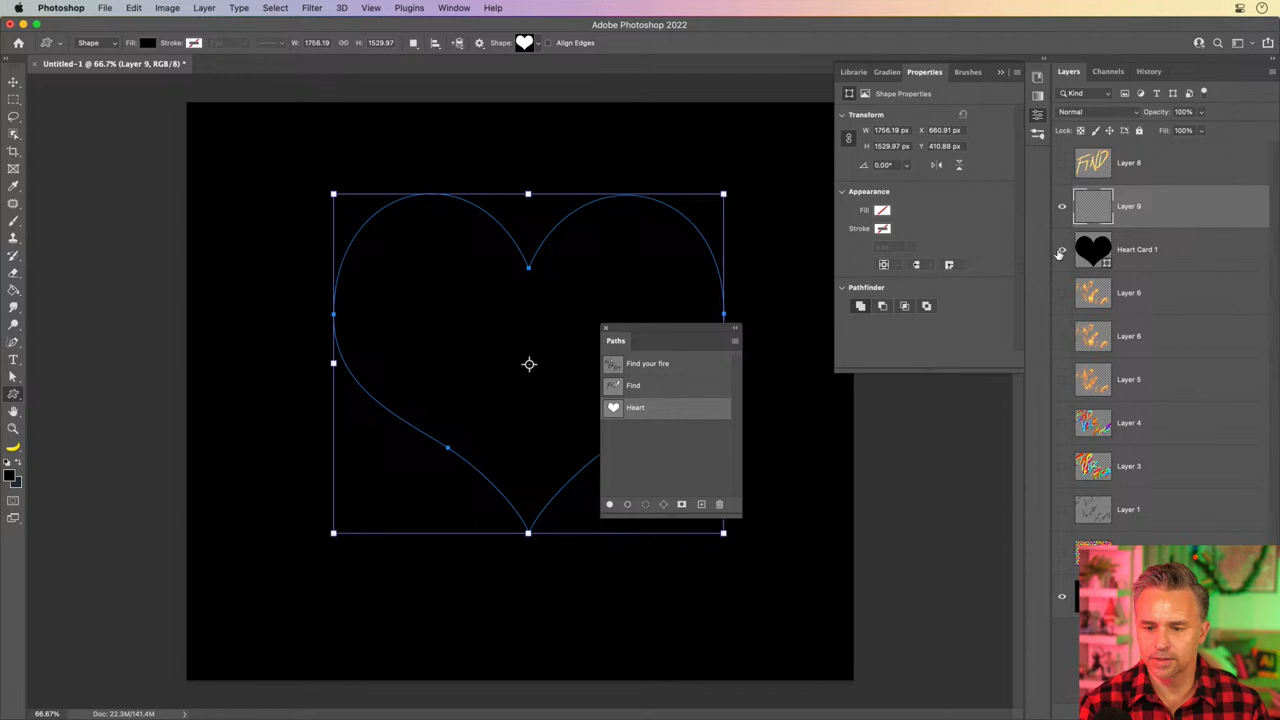 Photoshop File Edit Image Layer Type Select Filter 3D View Plugins Window Help
Adobe Photoshop 2022
Shape Fill: Stroke: W: 1756.19 H: 1529.97 Shape: Align Edges
Untitled-1 @ 66.7% (Layer 9, RGB/8) *
Librarie Gradien Properties Brushes
Shape Properties
Transform
W 1756.19 px X 660.91 px
H 1529.97 px Y 410.88 px
0.00°
Appearance
Fill
Stroke
Pathfinder
Paths
Find your fire
Find
Heart
Layers Channels History
Kind
Normal Opacity: 100%
Lock: Fill: 100%
FIND Layer 8
Layer 9
Heart Card 1
Layer 6
Layer 6
Layer 5
Layer 4
Layer 3
Layer 1
66.67% Doc: 22.3M/141.4M